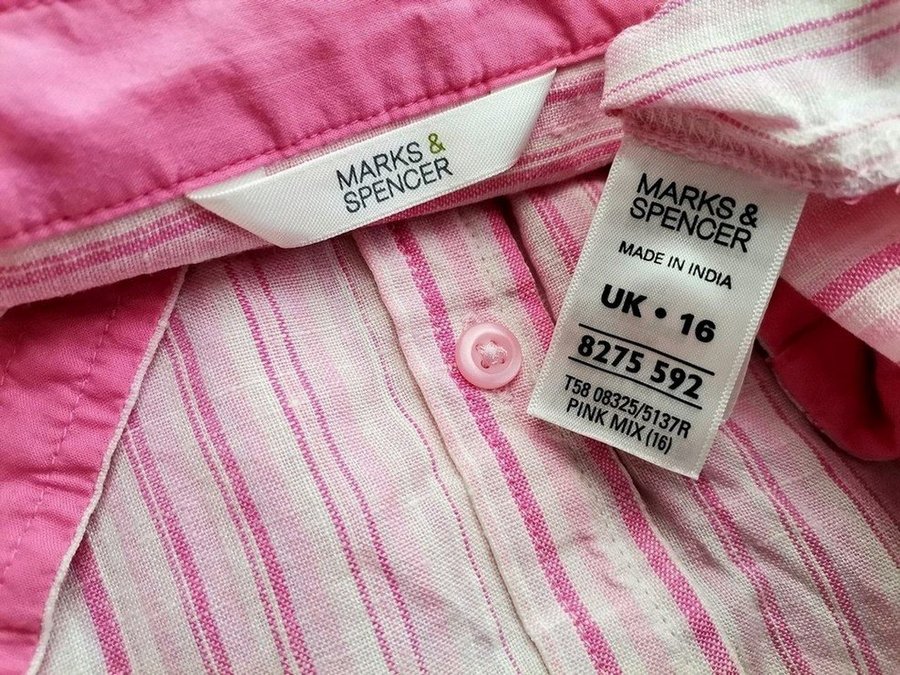 MARKS &
SPENCER
MARKS &
SPENCER
MADE IN INDIA
UK • 16
8275 592
T58 08325/5137R
PINK MIX (16)